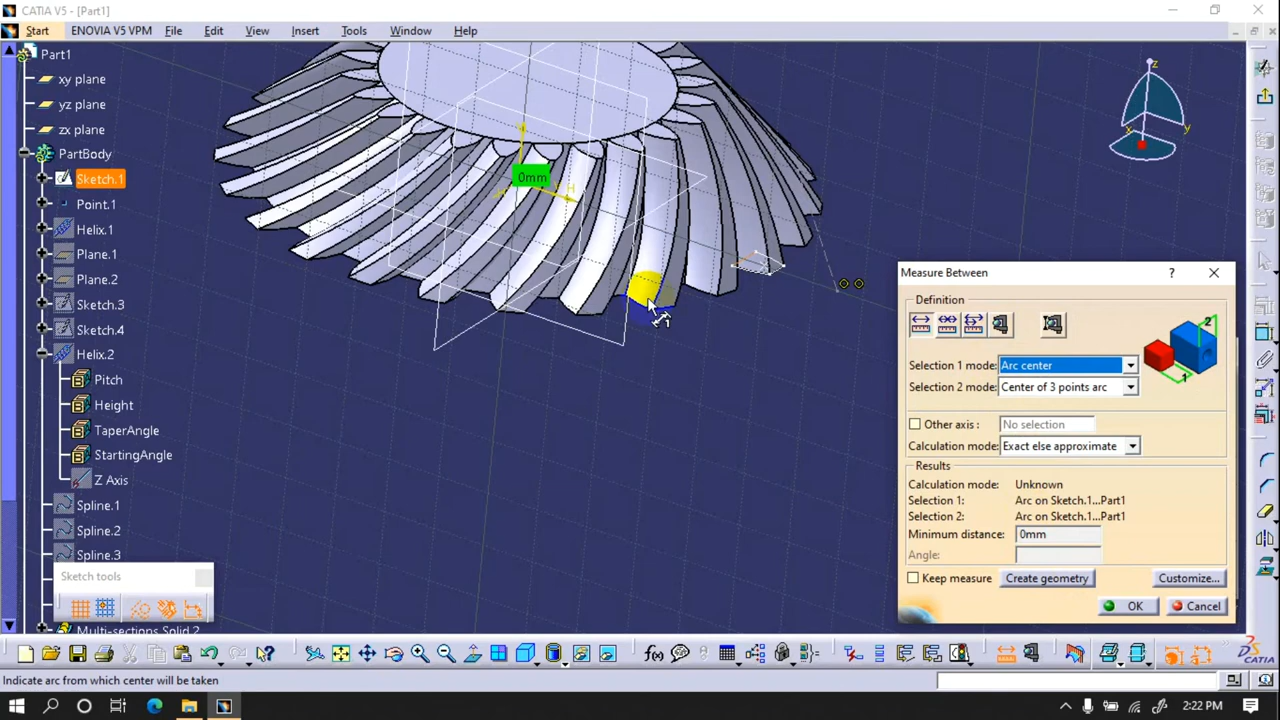 CATIA V5 - [Part1]
Start ENOVIA V5 VPM File Edit View Insert Tools Window Help
Part1
xy plane
yz plane
zx plane
PartBody
Sketch.1
Point.1
Helix.1
Plane.1
Plane.2
Sketch.3
Sketch.4
Helix.2
Pitch
Height
TaperAngle
StartingAngle
Z Axis
Spline.1
Spline.2
Spline.3
Sketch tools
Multi-sections Solid.2
0mm
H
z
x
y
Measure Between
Definition
2
1
Selection 1 mode: Arc center
Selection 2 mode: Center of 3 points arc
Other axis : No selection
Calculation mode: Exact else approximate
Results
Calculation mode: Unknown
Selection 1: Arc on Sketch.1...Part1
Selection 2: Arc on Sketch.1...Part1
Minimum distance: 0mm
Angle:
Keep measure Create geometry Customize...
OK Cancel
f(x)
CATIA
Indicate arc from which center will be taken
2:22 PM